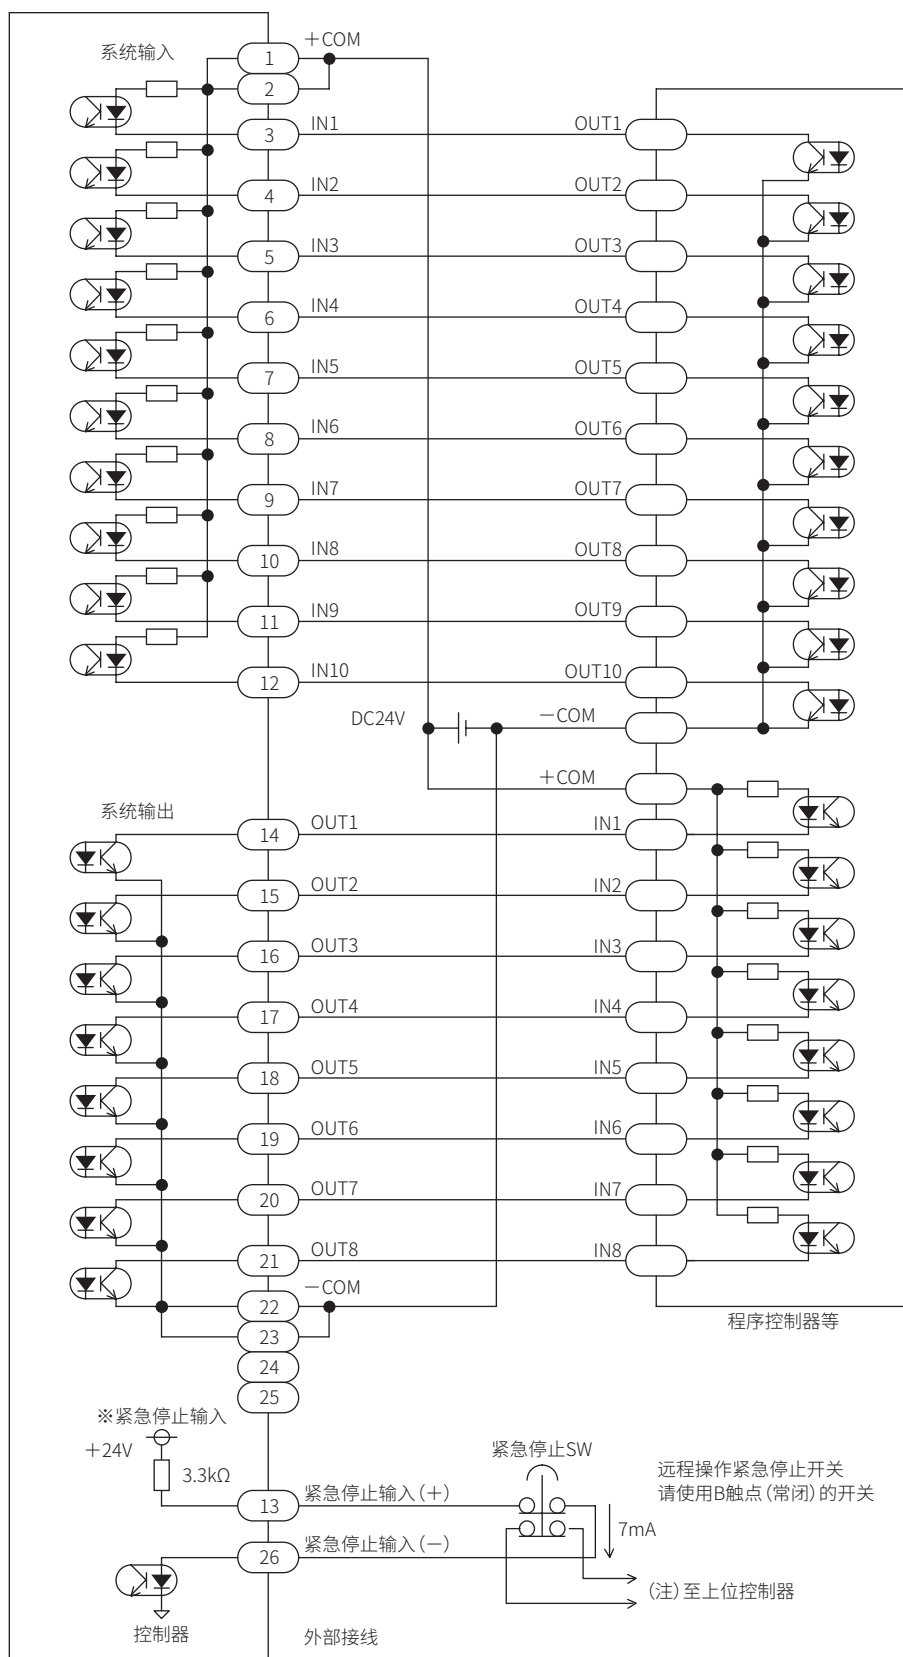 系统输入
1 +COM
2
3 IN1 OUT1
4 IN2 OUT2
5 IN3 OUT3
6 IN4 OUT4
7 IN5 OUT5
8 IN6 OUT6
9 IN7 OUT7
10 IN8 OUT8
11 IN9 OUT9
12 IN10 OUT10
DC24V −COM
+COM
系统输出
14 OUT1 IN1
15 OUT2 IN2
16 OUT3 IN3
17 OUT4 IN4
18 OUT5 IN5
19 OUT6 IN6
20 OUT7 IN7
21 OUT8 IN8
22 −COM
程序控制器等
23
24
25
※紧急停止输入
+24V
3.3kΩ
紧急停止SW
远程操作紧急停止开关
请使用B触点(常闭)的开关
13 紧急停止输入(+)
7mA
26 紧急停止输入(−)
(注)至上位控制器
控制器
外部接线